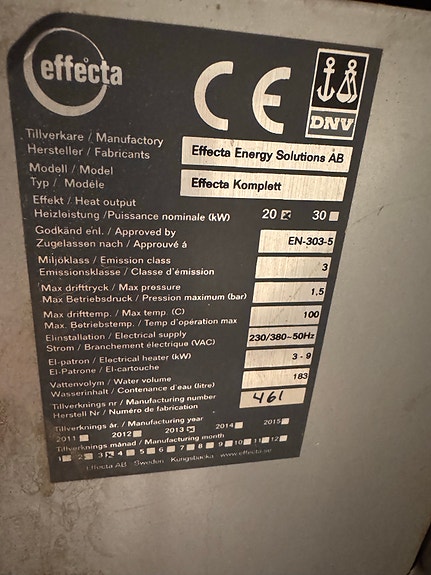 effecta
CE
DNV
Tillverkare / Manufactory
Hersteller / Fabricants
Effecta Energy Solutions AB
Modell / Model
Typ / Modéle
Effecta Komplett
Effekt / Heat output
Heizleistung /Puissance nominale (kW)
20 30
Godkänd enl. / Approved by
Zugelassen nach / Approuvé á
EN-303-5
Miljöklass / Emission class
Emissionsklasse / Classe d'émission
3
Max drifttryck / Max pressure
Max Betriebsdruck / Pression maximum (bar)
1,5
Max drifttemp. / Max temp. (C)
Max. Betriebstemp. / Temp d'opération max
100
Elinstallation / Electrical supply
Strom / Branchement électrique (VAC)
230/380~50Hz
El-patron / Electrical heater (kW)
El-Patrone / El-cartouche
3 - 9
Vattenvolym / Water volume
Wasserinhalt / Contenance d'eau (litre)
183
Tillverknings nr / Manufacturing number
Herstell Nr / Numéro de fabrication
461
Tillverknings år. / Manufacturing year
2011 2012 2013 2014 2015
Tillverknings månad / Manufacturing month
1 2 3 4 5 6 7 8 9 10 11 12
Effecta AB Sweden Kungsbacka www.effecta.se